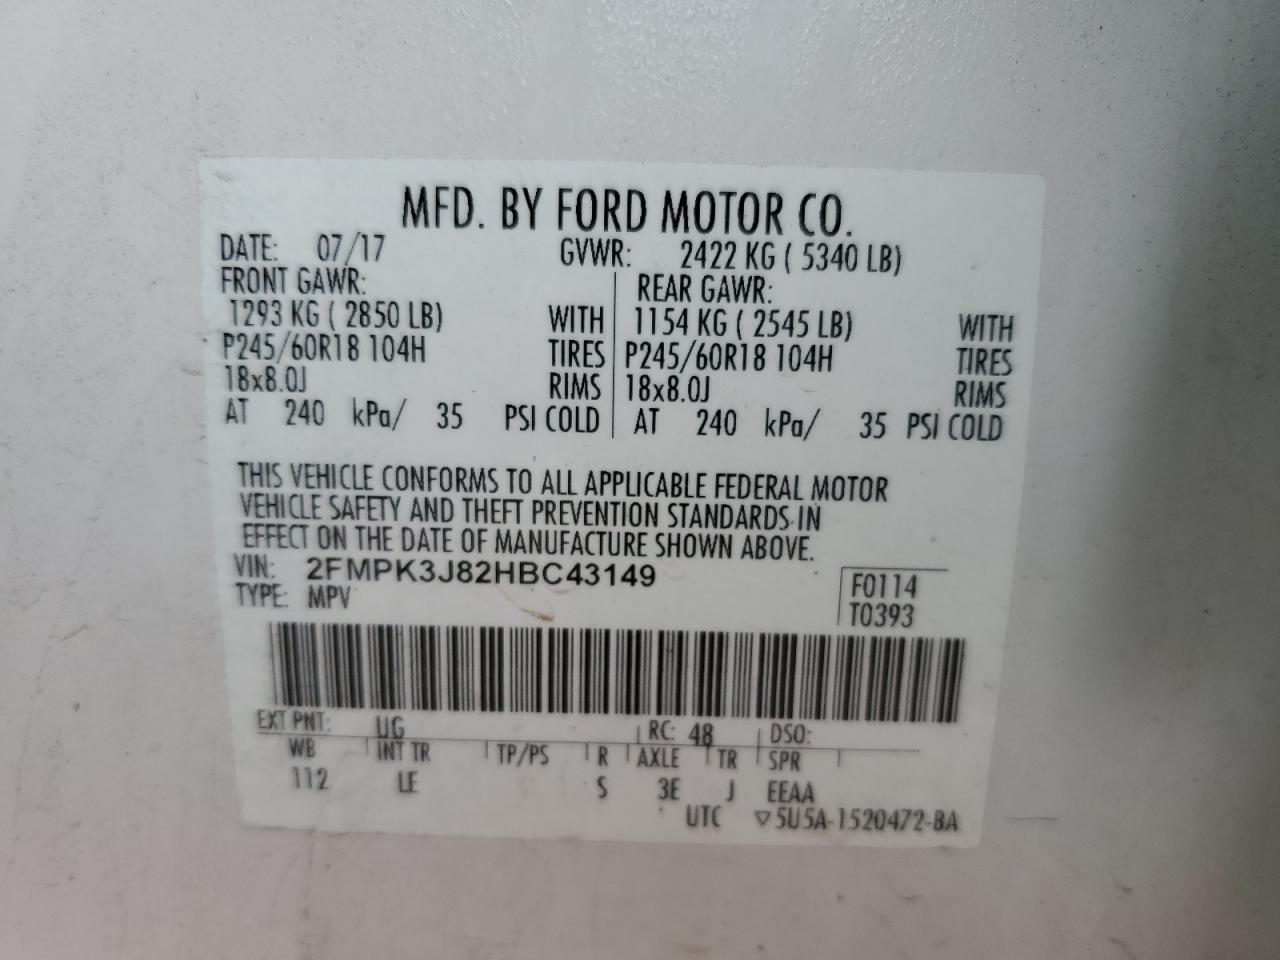 MFD. BY FORD MOTOR CO.
DATE: 07/17 GVWR: 2422 KG ( 5340 LB)
FRONT GAWR: REAR GAWR:
1293 KG ( 2850 LB) WITH 1154 KG ( 2545 LB) WITH
P245/60R18 104H TIRES P245/60R18 104H TIRES
18x8.0J RIMS 18x8.0J RIMS
AT 240 kPa/ 35 PSI COLD AT 240 kPa/ 35 PSI COLD
THIS VEHICLE CONFORMS TO ALL APPLICABLE FEDERAL MOTOR
VEHICLE SAFETY AND THEFT PREVENTION STANDARDS IN
EFFECT ON THE DATE OF MANUFACTURE SHOWN ABOVE.
VIN: 2FMPK3J82HBC43149
TYPE: MPV
F0114
T0393
EXT PNT: UG RC: 48 DSO:
WB INT TR TP/PS R AXLE TR SPR
112 LE S 3E J EEAA
UTC ▽5U5A-1520472-BA